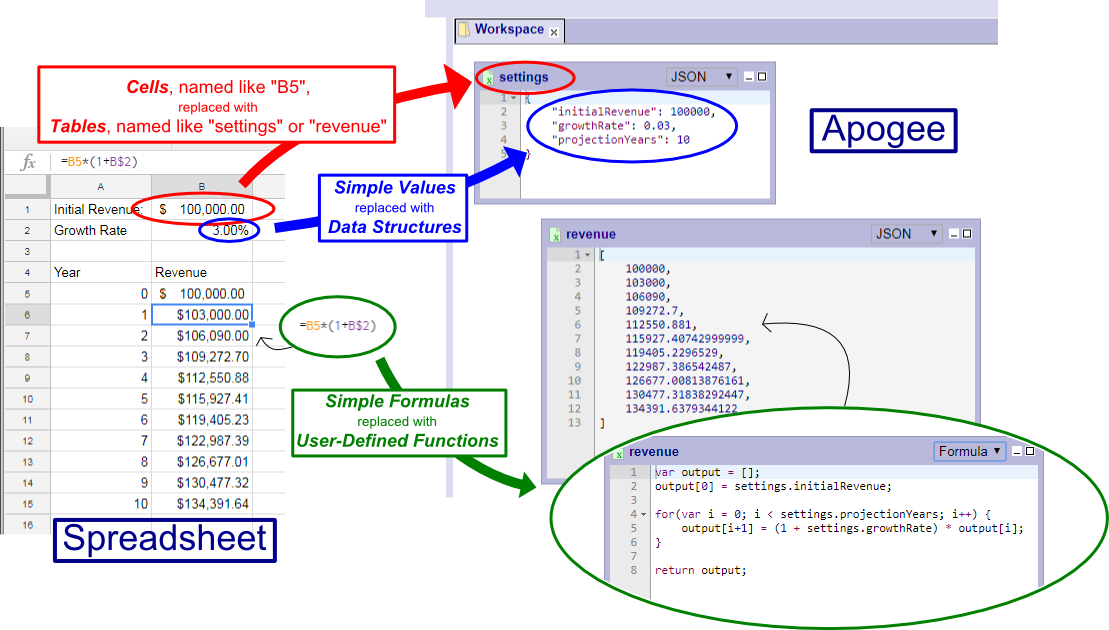 Workspace x
Cells, named like "B5",
replaced with
Tables, named like "settings" or "revenue"
settings JSON
1 {
2 "initialRevenue": 100000,
3 "growthRate": 0.03,
4 "projectionYears": 10
5 }
Apogee
fx =B5*(1+B$2)
A B
1 Initial Revenue: $ 100,000.00
2 Growth Rate 3.00%
3
4 Year Revenue
5 0 $ 100,000.00
6 1 $103,000.00
7 2 $106,090.00
8 3 $109,272.70
9 4 $112,550.88
10 5 $115,927.41
11 6 $119,405.23
12 7 $122,987.39
13 8 $126,677.01
14 9 $130,477.32
15 10 $134,391.64
16
Spreadsheet
Simple Values
replaced with
Data Structures
=B5*(1+B$2)
Simple Formulas
replaced with
User-Defined Functions
revenue JSON
1 [
2 100000,
3 103000,
4 106090,
5 109272.7,
6 112550.881,
7 115927.40742999999,
8 119405.2296529,
9 122987.386542487,
10 126677.00813876161,
11 130477.31838292447,
12 134391.6379344122
13 ]
revenue Formula
1 var output = [];
2 output[0] = settings.initialRevenue;
3
4 for(var i = 0; i < settings.projectionYears; i++) {
5 output[i+1] = (1 + settings.growthRate) * output[i];
6 }
7
8 return output;